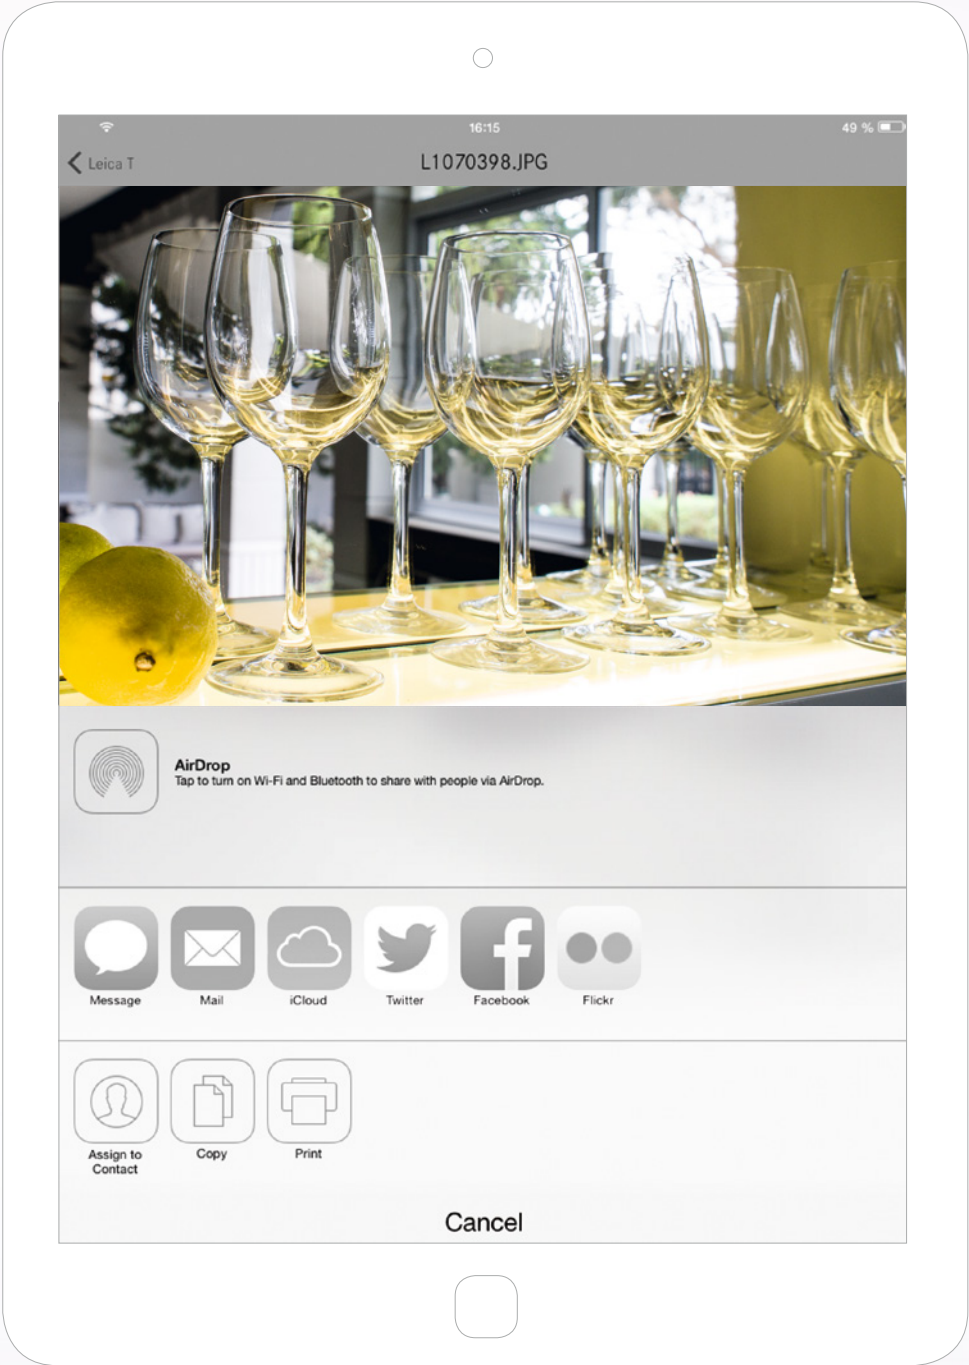 16:15
49 %
Leica T
L1070398.JPG
AirDrop
Tap to turn on Wi-Fi and Bluetooth to share with people via AirDrop.
Message
Mail
iCloud
Twitter
Facebook
Flickr
Assign to
Contact
Copy
Print
Cancel